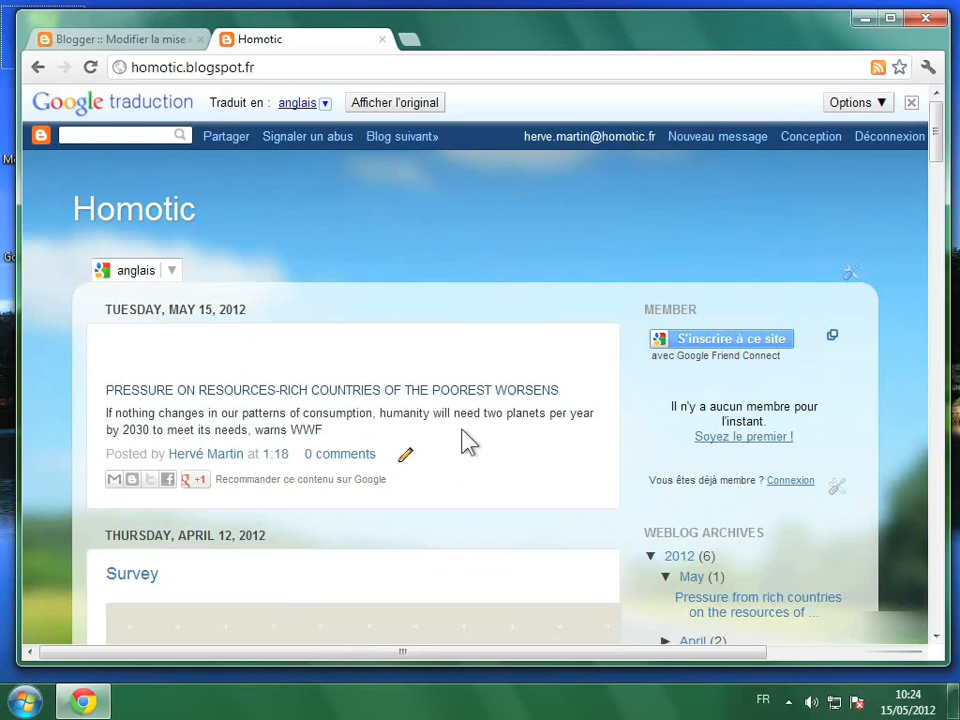 Blogger :: Modifier la mise
Homotic
homotic.blogspot.fr
Google traduction
Traduit en : anglais
Afficher l'original
Options ▼
Partager
Signaler un abus
Blog suivant»
herve.martin@homotic.fr
Nouveau message
Conception
Déconnexion
Homotic
anglais
TUESDAY, MAY 15, 2012
PRESSURE ON RESOURCES-RICH COUNTRIES OF THE POOREST WORSENS
If nothing changes in our patterns of consumption, humanity will need two planets per year
by 2030 to meet its needs, warns WWF
Posted by Hervé Martin at 1:18 0 comments
+1 Recommander ce contenu sur Google
THURSDAY, APRIL 12, 2012
Survey
MEMBER
S'inscrire à ce site
avec Google Friend Connect
Il n'y a aucun membre pour
l'instant.
Soyez le premier !
Vous êtes déjà membre ? Connexion
WEBLOG ARCHIVES
▼ 2012 (6)
▼ May (1)
Pressure from rich countries
on the resources of ...
► April (2)
FR
10:24
15/05/2012